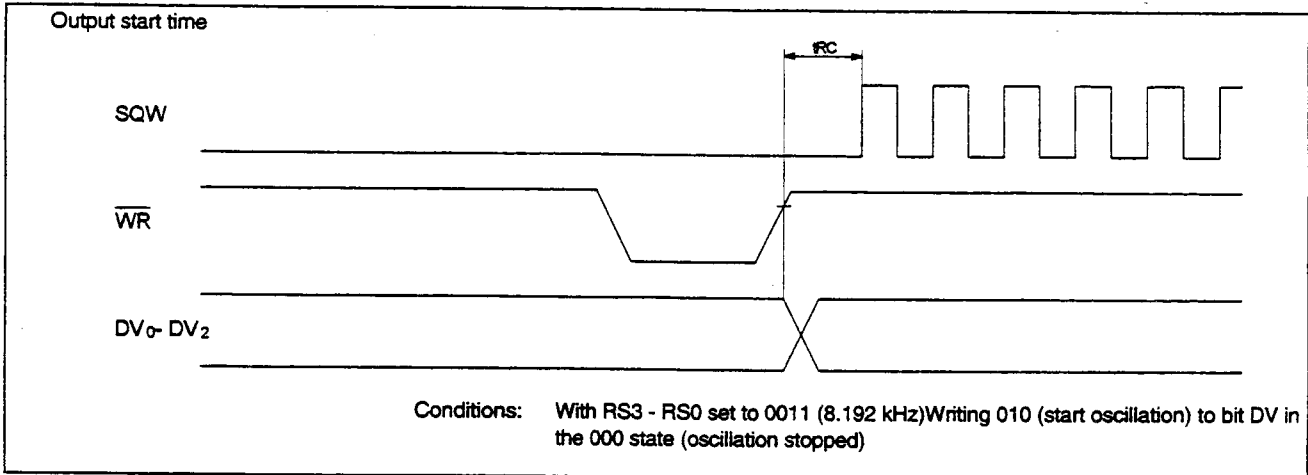 Output start time
tRC
SQW
WR
DV0- DV2
Conditions: With RS3 - RS0 set to 0011 (8.192 kHz)Writing 010 (start oscillation) to bit DV in
the 000 state (oscillation stopped)